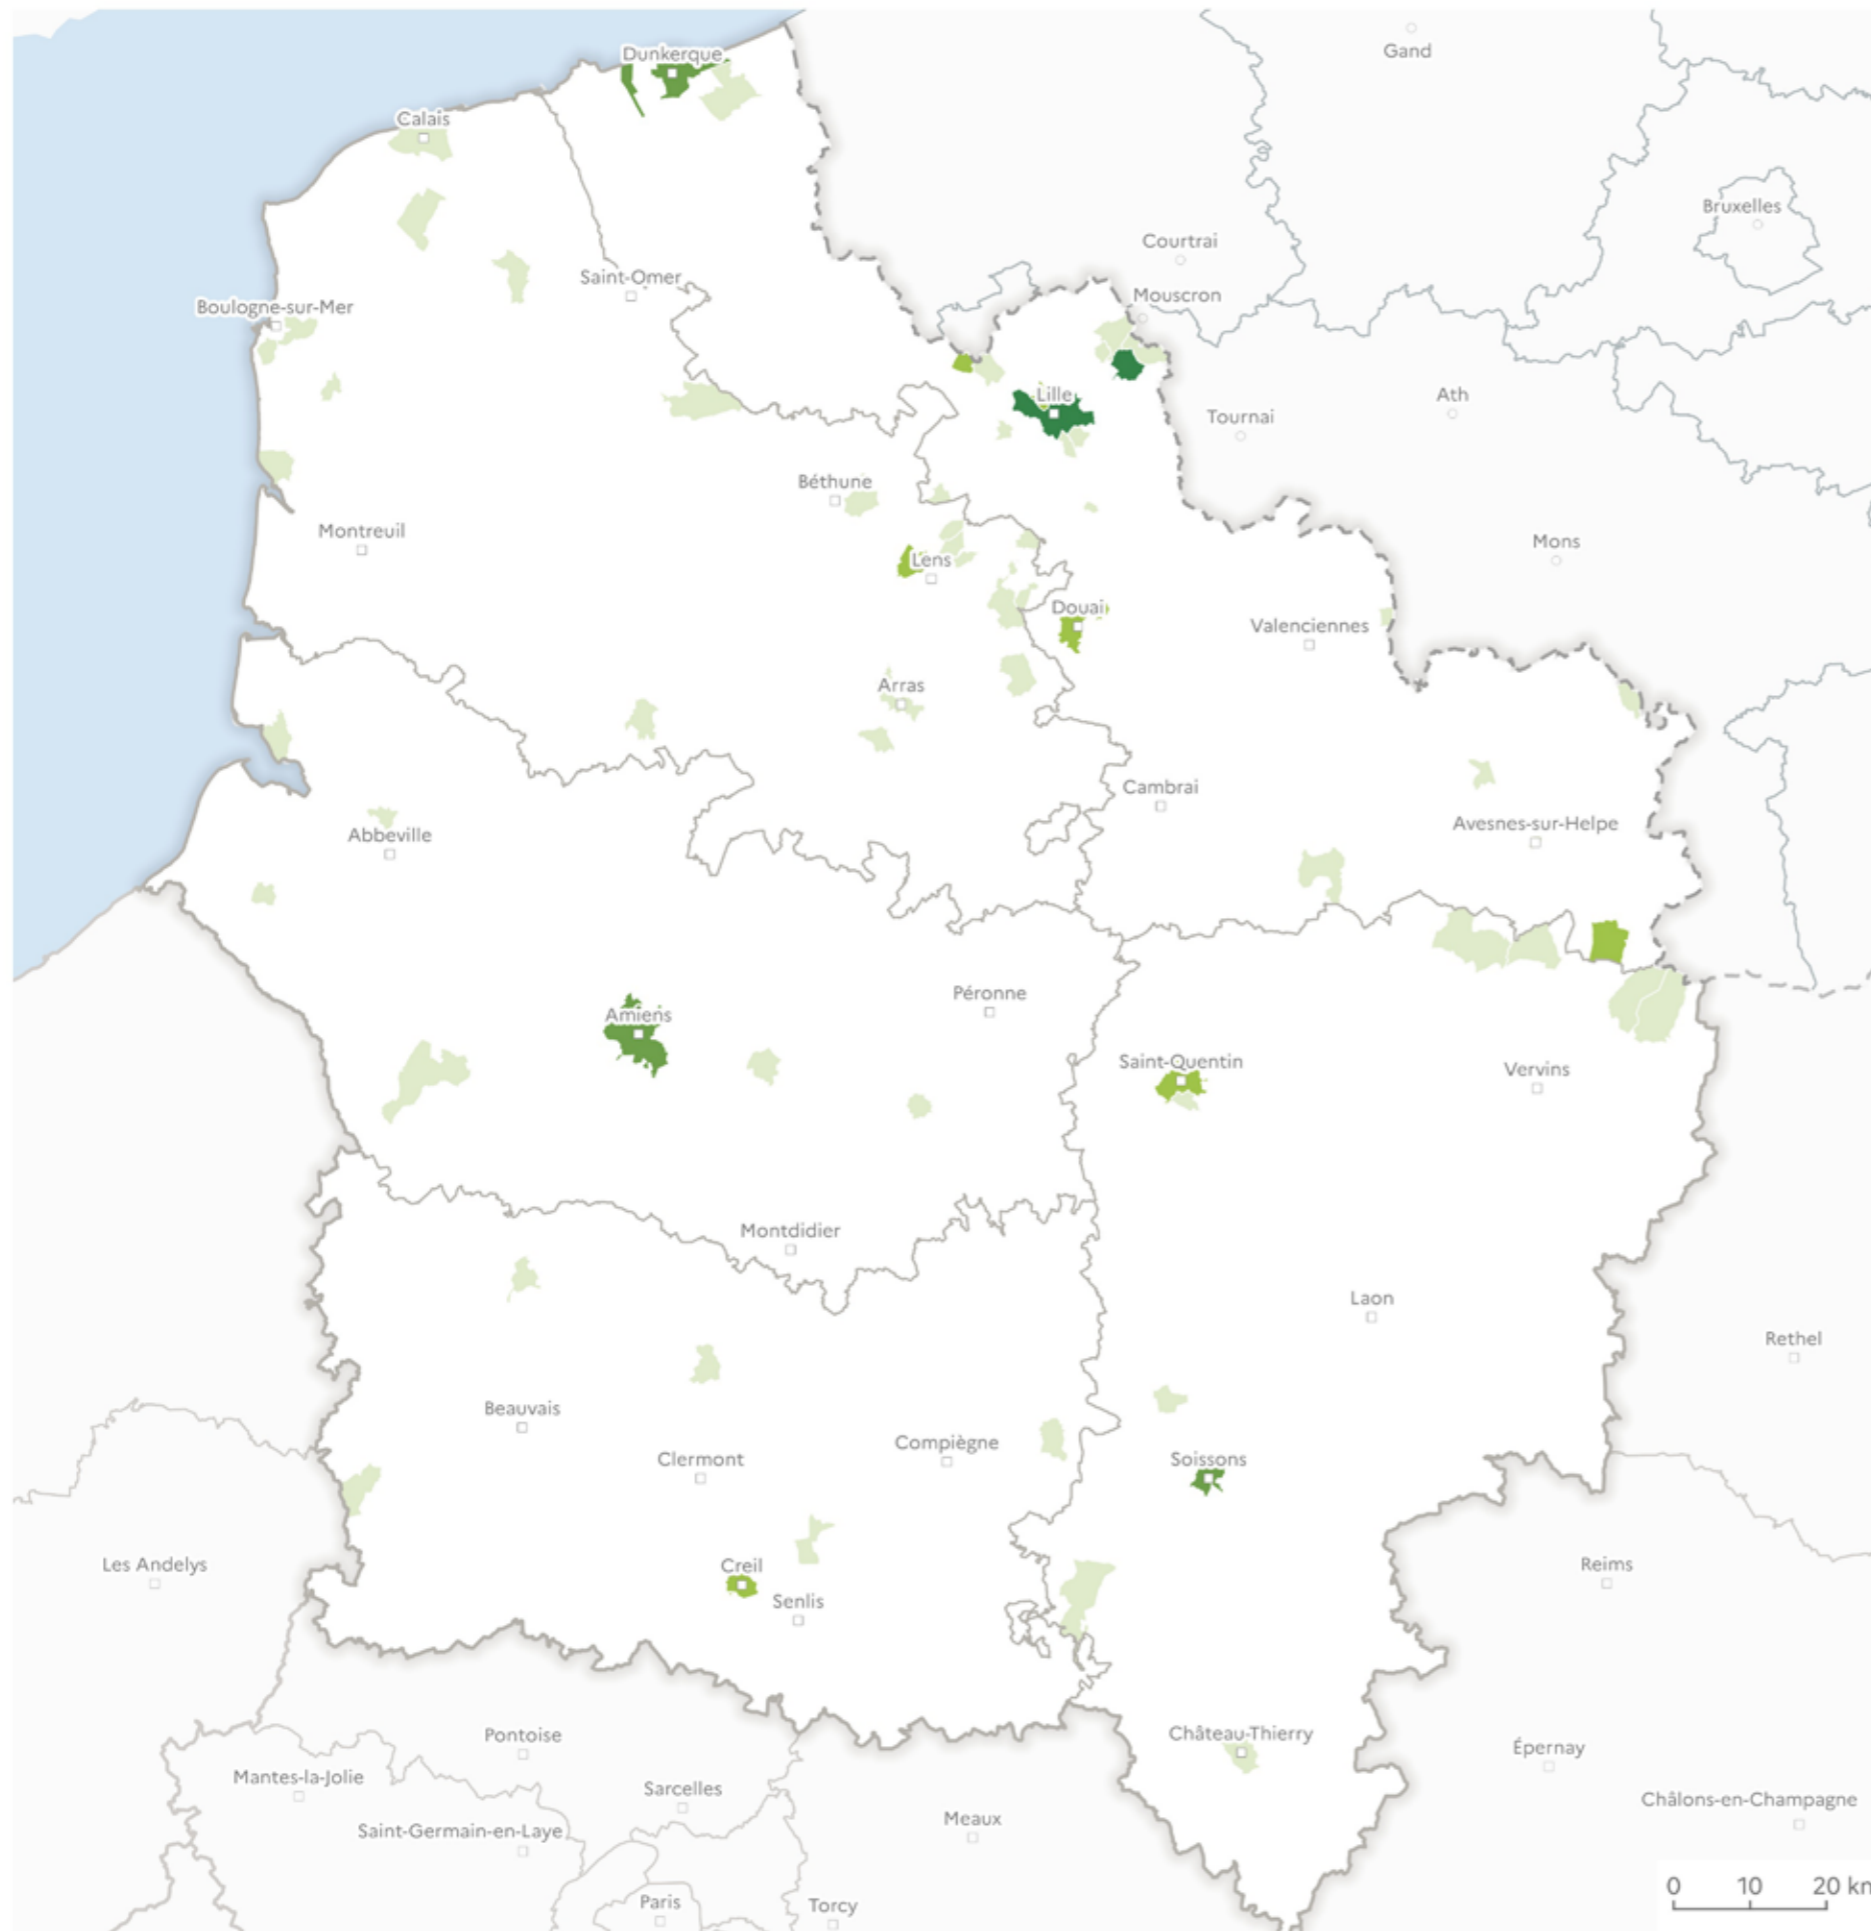 Gand
Dunkerque
Calais
Bruxelles
Courtrai
Saint-Omer
Mouscron
Boulogne-sur-Mer
Lille
Ath
Tournai
Béthune
Montreuil
Mons
Lens
Douai
Valenciennes
Arras
Cambrai
Avesnes-sur-Helpe
Abbeville
Péronne
Amiens
Saint-Quentin
Vervins
Montdidier
Laon
Rethel
Beauvais
Compiègne
Clermont
Soissons
Les Andelys
Creil
Reims
Senlis
Château-Thierry
Pontoise
Épernay
Mantes-la-Jolie
Sarcelles
Châlons-en-Champagne
Meaux
Saint-Germain-en-Laye
0 10 20 km
Paris
Torcy